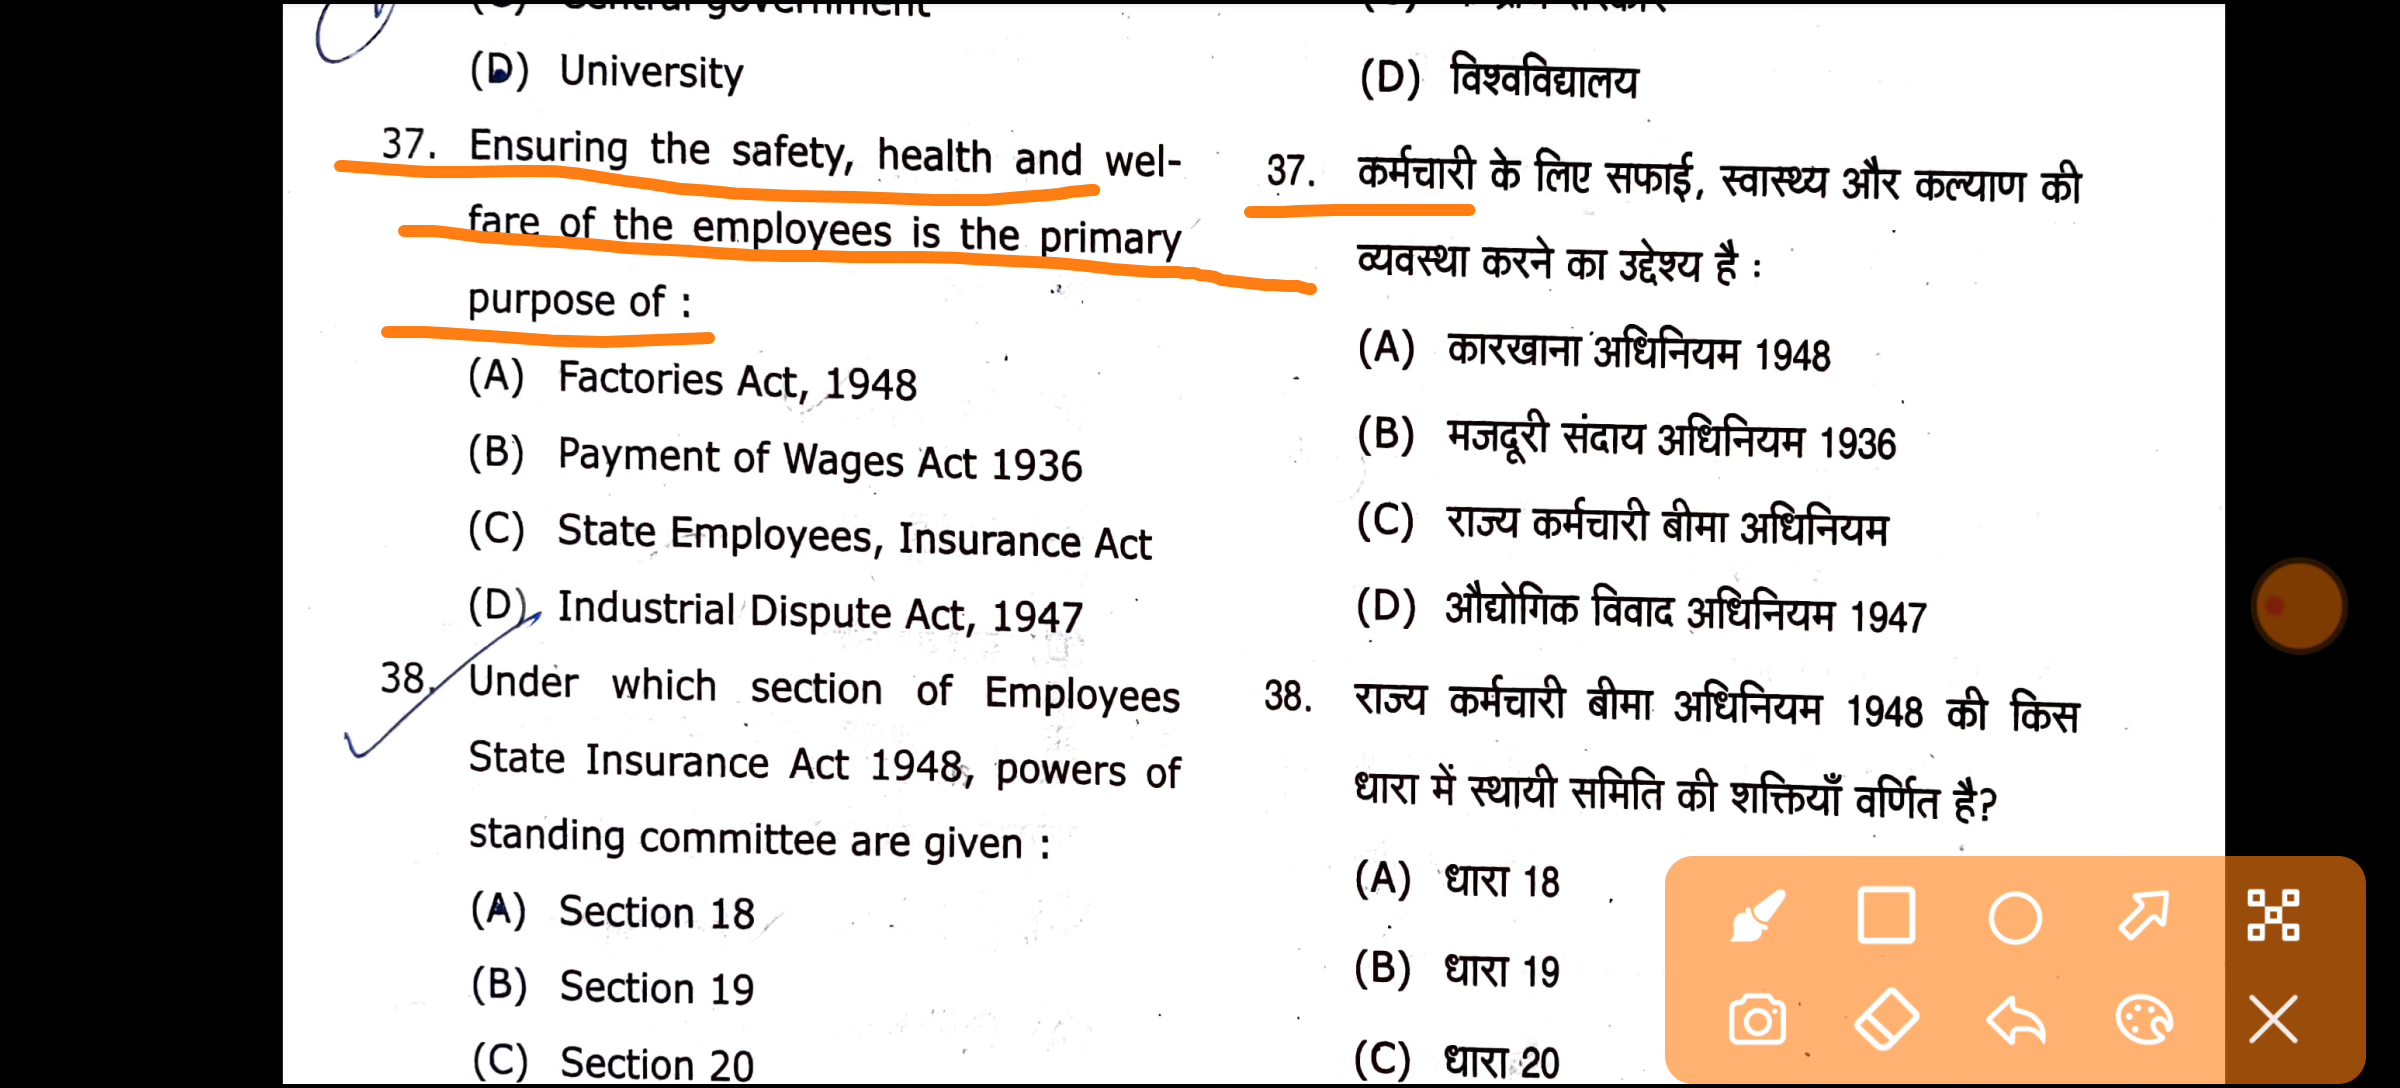 (D) University
37. Ensuring the safety, health and wel-
fare of the employees is the primary
purpose of :
(A) Factories Act, 1948
(B) Payment of Wages Act 1936
(C) State Employees, Insurance Act
(D) Industrial Dispute Act, 1947
38. Under which section of Employees
State Insurance Act 1948, powers of
standing committee are given :
(A) Section 18
(B) Section 19
(C) Section 20
(D) विश्वविद्यालय
37. कर्मचारी के लिए सफाई, स्वास्थ्य और कल्याण की
व्यवस्था करने का उद्देश्य है :
(A) कारखाना अधिनियम 1948
(B) मजदूरी संदाय अधिनियम 1936
(C) राज्य कर्मचारी बीमा अधिनियम
(D) औद्योगिक विवाद अधिनियम 1947
38. राज्य कर्मचारी बीमा अधिनियम 1948 की किस
धारा में स्थायी समिति की शक्तियाँ वर्णित है?
(A) धारा 18
(B) धारा 19
(C) धारा 20